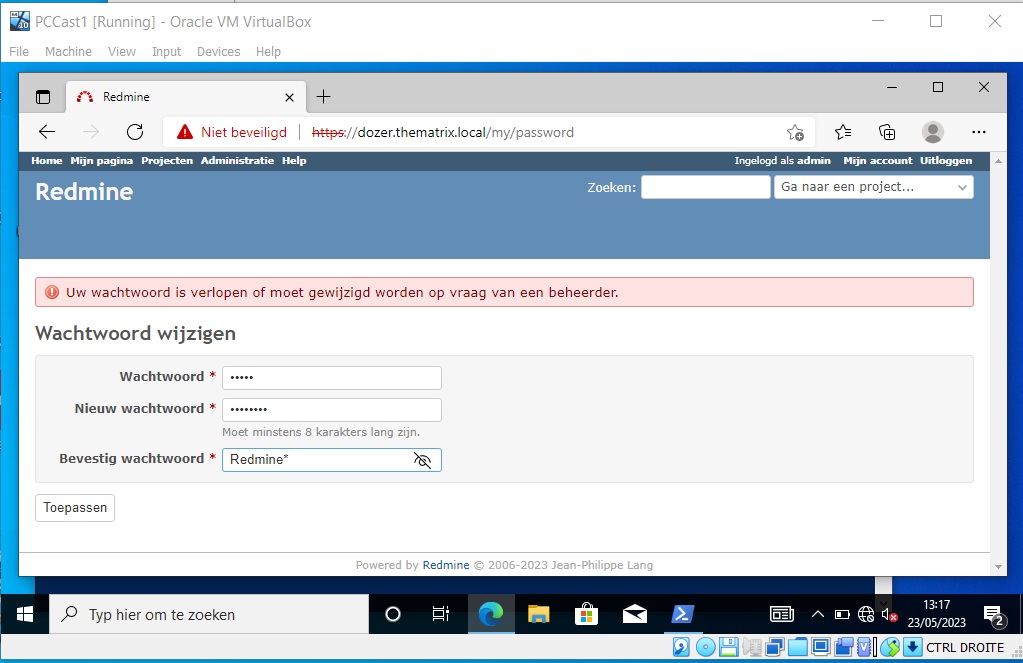 PCCast1 [Running] - Oracle VM VirtualBox
File Machine View Input Devices Help
Redmine
Niet beveiligd https://dozer.thematrix.local/my/password
Home Mijn pagina Projecten Administratie Help Ingelogd als admin Mijn account Uitloggen
Redmine Zoeken: Ga naar een project...
Uw wachtwoord is verlopen of moet gewijzigd worden op vraag van een beheerder.
Wachtwoord wijzigen
Wachtwoord * •••••
Nieuw wachtwoord * ••••••••
Moet minstens 8 karakters lang zijn.
Bevestig wachtwoord * Redmine*
Toepassen
Powered by Redmine © 2006-2023 Jean-Philippe Lang
Typ hier om te zoeken
13:17
23/05/2023
2
CTRL DROITE